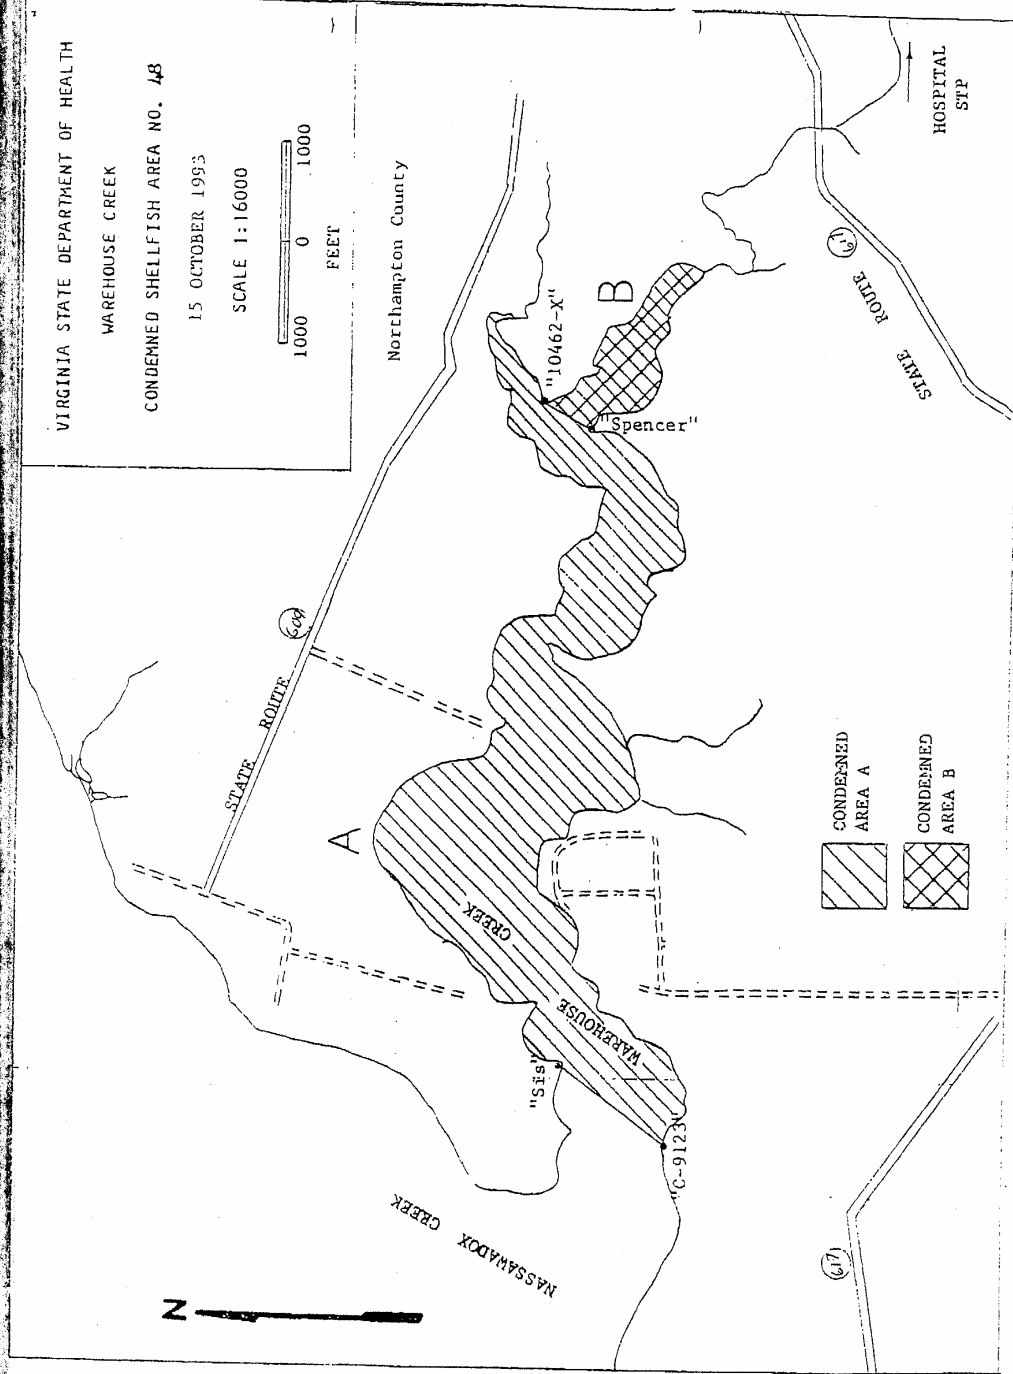 VIRGINIA STATE DEPARTMENT OF HEALTH
WAREHOUSE CREEK
CONDEMNED SHELLFISH AREA NO. 48
15 OCTOBER 1993
SCALE 1:16000
1000 0 1000
FEET
Northampton County
HOSPITAL
STP
STATE ROUTE
609
A
B
"10462-X"
"Spencer"
STATE ROUTE
617
WAREHOUSE CREEK
"Sis"
"C-9123"
NASSAWADOX
CREEK
N
617
CONDEMNED
AREA A
CONDEMNED
AREA B